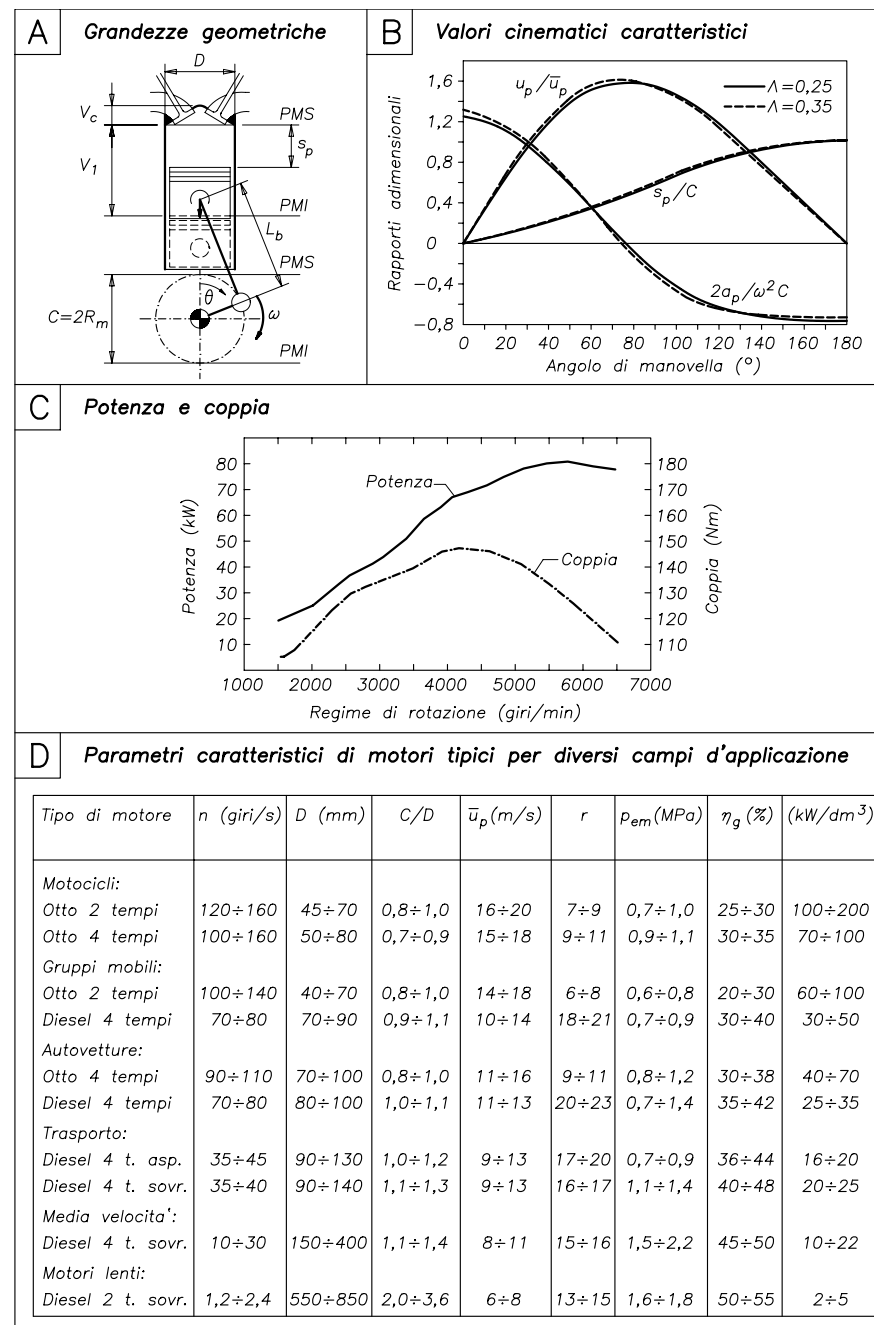 A Grandezze geometriche
D
V_c
PMS
s_p
V_1
PMI
L_b
PMS
θ
C=2R_m
ω
PMI
B Valori cinematici caratteristici
Rapporti adimensionali
1,6
1,2
0,8
0,4
0
−0,4
−0,8
u_p/ū_p
Λ=0,25
Λ=0,35
s_p/C
2a_p/ω²C
0 20 40 60 80 100 120 140 160 180
Angolo di manovella (°)
C Potenza e coppia
Potenza (kW)
80
70
60
50
40
30
20
10
Potenza
Coppia
180
170
160
150
140
130
120
110
Coppia (Nm)
1000 2000 3000 4000 5000 6000 7000
Regime di rotazione (giri/min)
D Parametri caratteristici di motori tipici per diversi campi d'applicazione
Tipo di motore n (giri/s) D (mm) C/D ū_p(m/s) r p_em(MPa) η_g (%) (kW/dm³)
Motocicli:
Otto 2 tempi 120÷160 45÷70 0,8÷1,0 16÷20 7÷9 0,7÷1,0 25÷30 100÷200
Otto 4 tempi 100÷160 50÷80 0,7÷0,9 15÷18 9÷11 0,9÷1,1 30÷35 70÷100
Gruppi mobili:
Otto 2 tempi 100÷140 40÷70 0,8÷1,0 14÷18 6÷8 0,6÷0,8 20÷30 60÷100
Diesel 4 tempi 70÷80 70÷90 0,9÷1,1 10÷14 18÷21 0,7÷0,9 30÷40 30÷50
Autovetture:
Otto 4 tempi 90÷110 70÷100 0,8÷1,0 11÷16 9÷11 0,8÷1,2 30÷38 40÷70
Diesel 4 tempi 70÷80 80÷100 1,0÷1,1 11÷13 20÷23 0,7÷1,4 35÷42 25÷35
Trasporto:
Diesel 4 t. asp. 35÷45 90÷130 1,0÷1,2 9÷13 17÷20 0,7÷0,9 36÷44 16÷20
Diesel 4 t. sovr. 35÷40 90÷140 1,1÷1,3 9÷13 16÷17 1,1÷1,4 40÷48 20÷25
Media velocita':
Diesel 4 t. sovr. 10÷30 150÷400 1,1÷1,4 8÷11 15÷16 1,5÷2,2 45÷50 10÷22
Motori lenti:
Diesel 2 t. sovr. 1,2÷2,4 550÷850 2,0÷3,6 6÷8 13÷15 1,6÷1,8 50÷55 2÷5